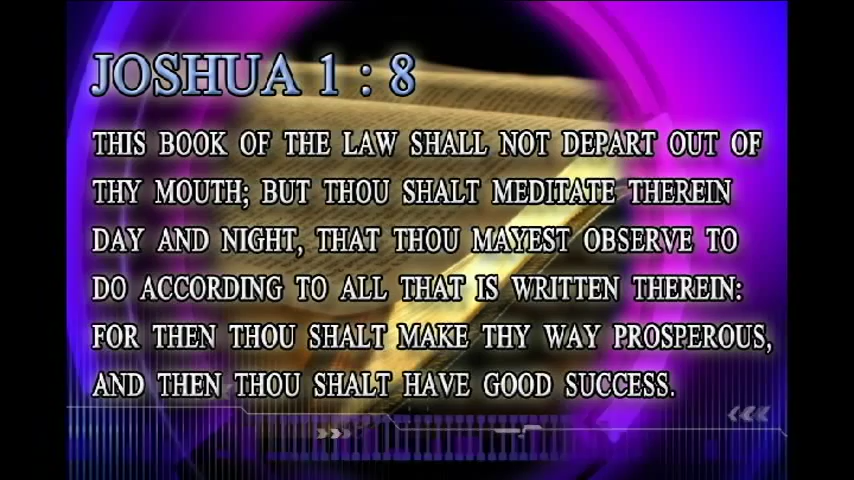 JOSHUA 1 : 8
THIS BOOK OF THE LAW SHALL NOT DEPART OUT OF
THY MOUTH; BUT THOU SHALT MEDITATE THEREIN
DAY AND NIGHT, THAT THOU MAYEST OBSERVE TO
DO ACCORDING TO ALL THAT IS WRITTEN THEREIN:
FOR THEN THOU SHALT MAKE THY WAY PROSPEROUS,
AND THEN THOU SHALT HAVE GOOD SUCCESS.